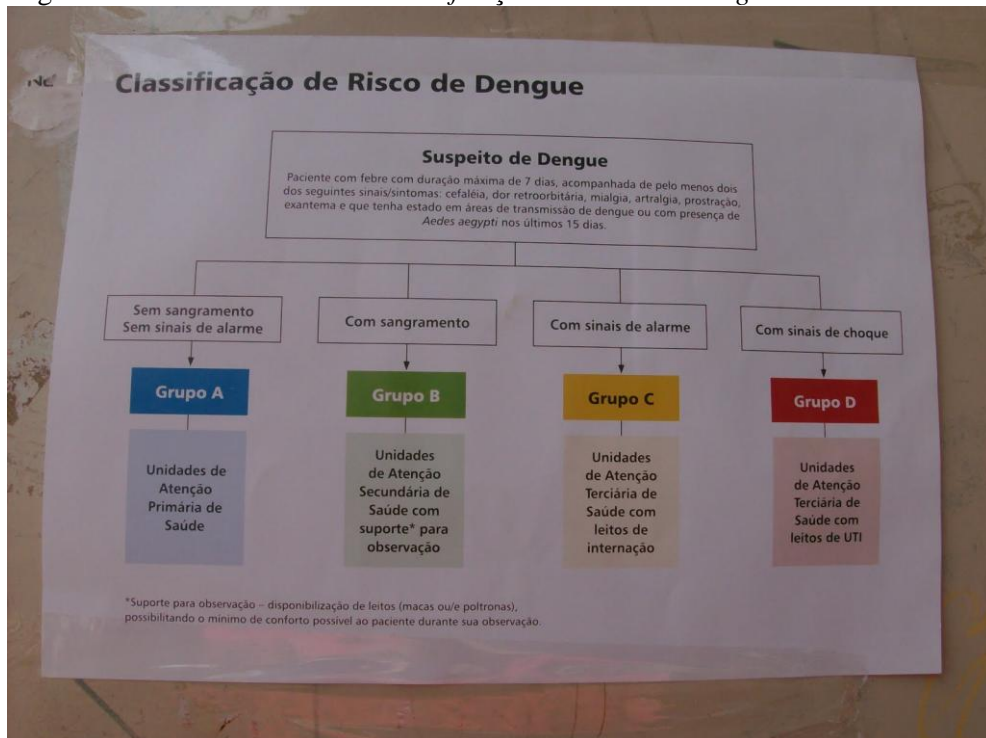 Classificação de Risco de Dengue
Suspeito de Dengue
Paciente com febre com duração máxima de 7 dias, acompanhada de pelo menos dois
dos seguintes sinais/sintomas: cefaléia, dor retroorbitária, mialgia, artralgia, prostração,
exantema e que tenha estado em áreas de transmissão de dengue ou com presença de
Aedes aegypti nos últimos 15 dias.
Sem sangramento
Sem sinais de alarme
Com sangramento
Com sinais de alarme
Com sinais de choque
Grupo A
Grupo B
Grupo C
Grupo D
Unidades de
Atenção
Primária de
Saúde
Unidades
de Atenção
Secundária de
Saúde com
suporte* para
observação
Unidades
de Atenção
Terciária de
Saúde com
leitos de
internação
Unidades
de Atenção
Terciária de
Saúde com
leitos de UTI
*Suporte para observação – disponibilização de leitos (macas ou/e poltronas),
possibilitando o mínimo de conforto possível ao paciente durante sua observação.